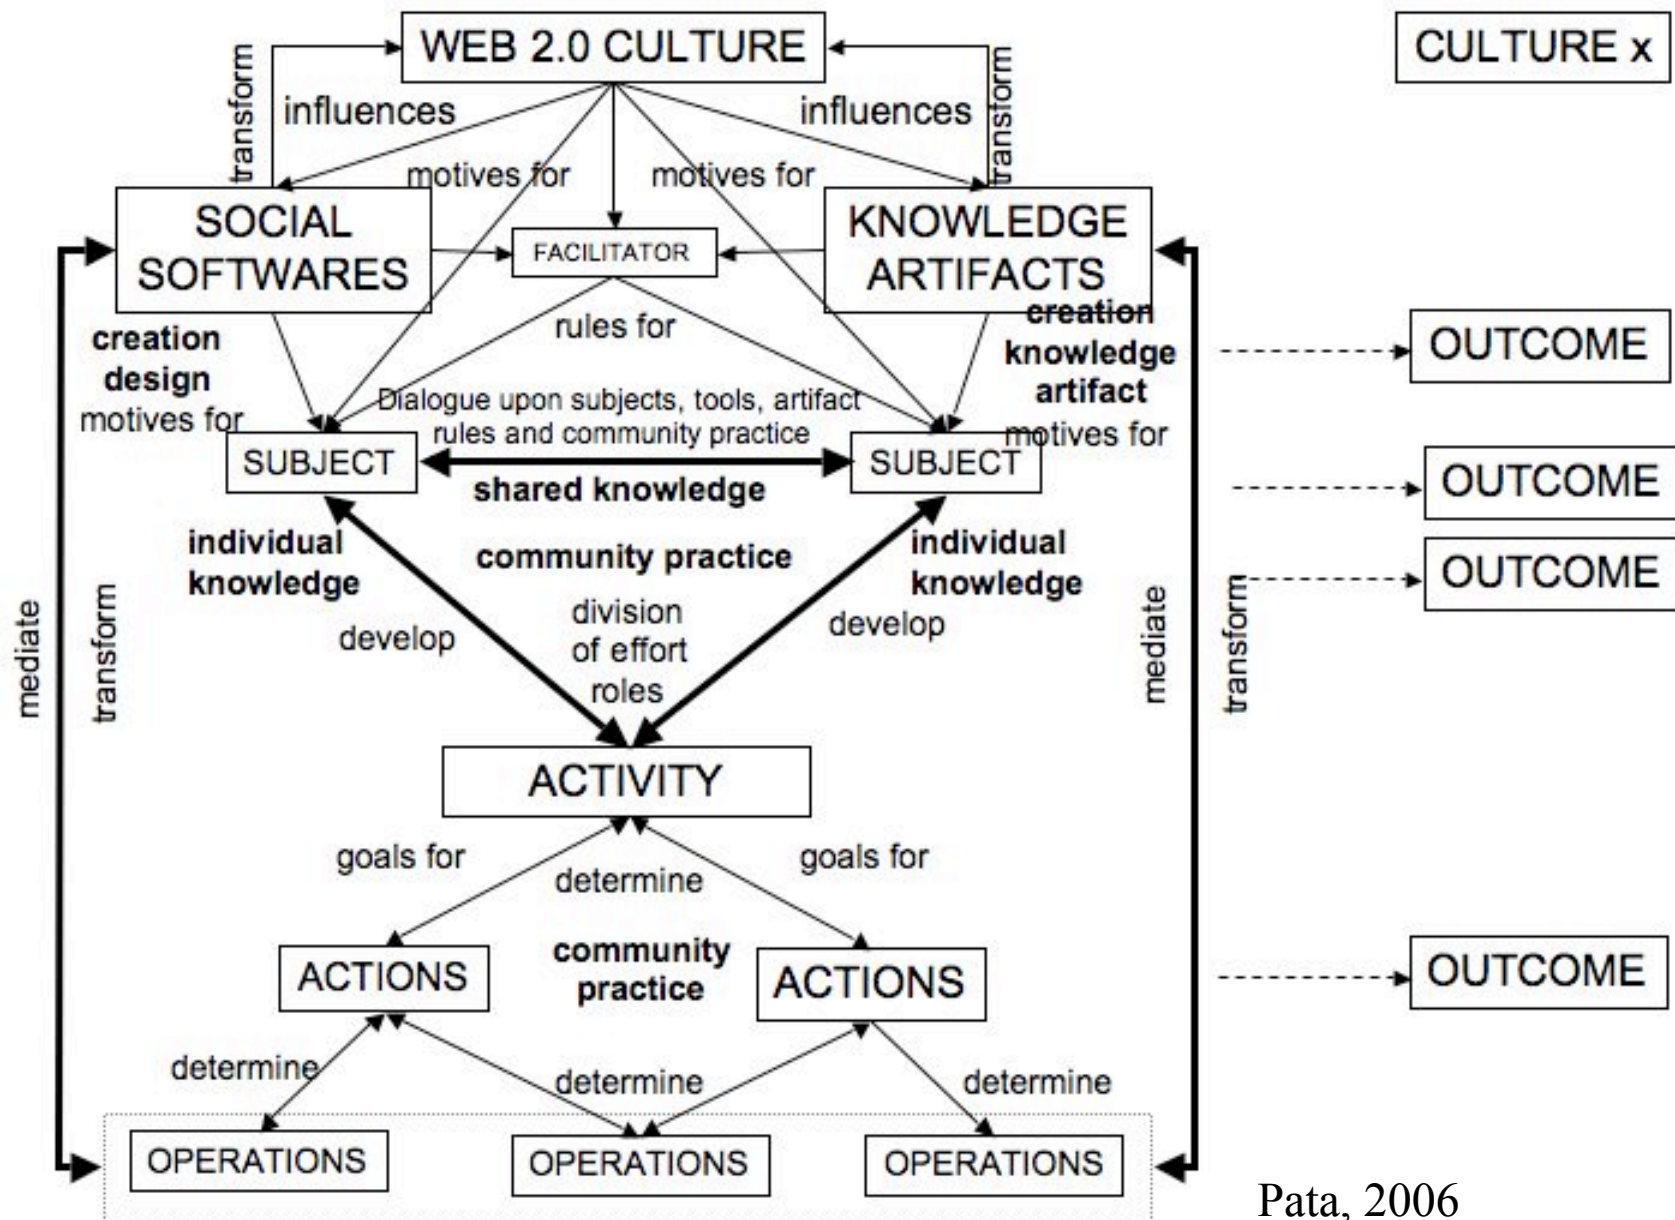 WEB 2.0 CULTURE
CULTURE x
transform
influences
influences
transform
motives for
motives for
SOCIAL
SOFTWARES
FACILITATOR
KNOWLEDGE
ARTIFACTS
rules for
creation
design
motives for
creation
knowledge
artifact
motives for
OUTCOME
Dialogue upon subjects, tools, artifact
rules and community practice
SUBJECT
SUBJECT
shared knowledge
OUTCOME
individual
knowledge
community practice
individual
knowledge
OUTCOME
mediate
transform
develop
division
of effort
roles
develop
mediate
transform
ACTIVITY
goals for
determine
goals for
ACTIONS
community
practice
ACTIONS
OUTCOME
determine
determine
determine
OPERATIONS
OPERATIONS
OPERATIONS
Pata, 2006